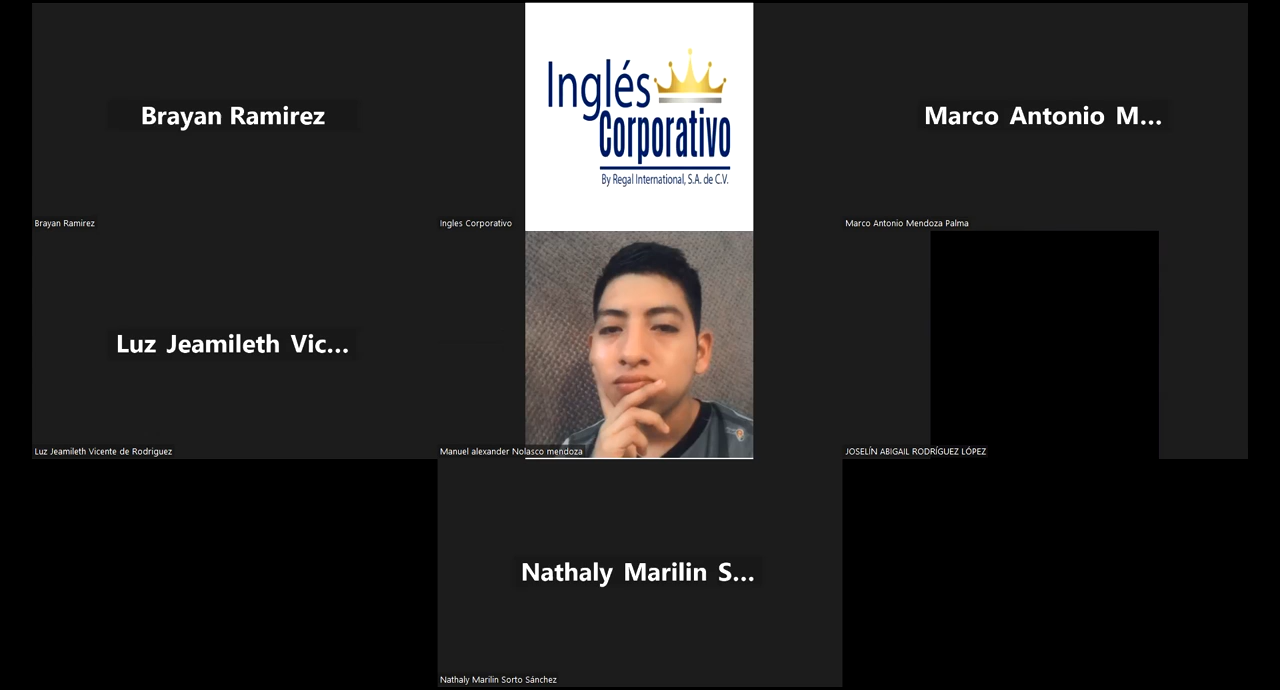 Brayan Ramirez
Brayan Ramirez
Inglés
Corporativo
By Regal International, S.A. de C.V.
Ingles Corporativo
Marco Antonio M...
Marco Antonio Mendoza Palma
Luz Jeamileth Vic...
Luz Jeamileth Vicente de Rodriguez
Manuel alexander Nolasco mendoza
JOSELÍN ABIGAIL RODRÍGUEZ LÓPEZ
Nathaly Marilin S...
Nathaly Marilin Sorto Sánchez